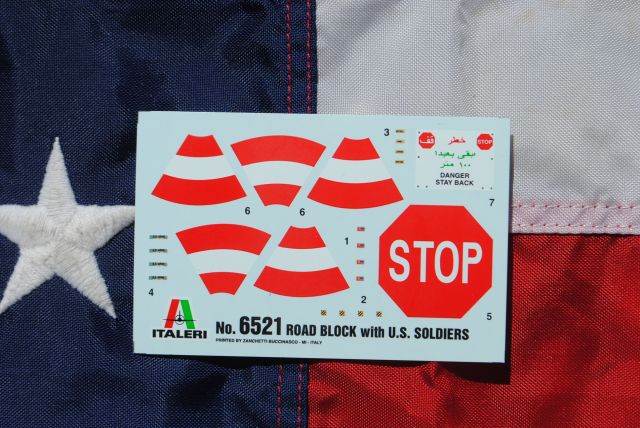 3
قف
خطر
STOP
ابقى بعيدا
١٠٠ متر
DANGER
STAY BACK
6
6
7
STOP
1
4
2
5
ITALERI
No. 6521 ROAD BLOCK with U.S. SOLDIERS
PRINTED BY ZANCHETTI BUCCINASCO - MI - ITALY